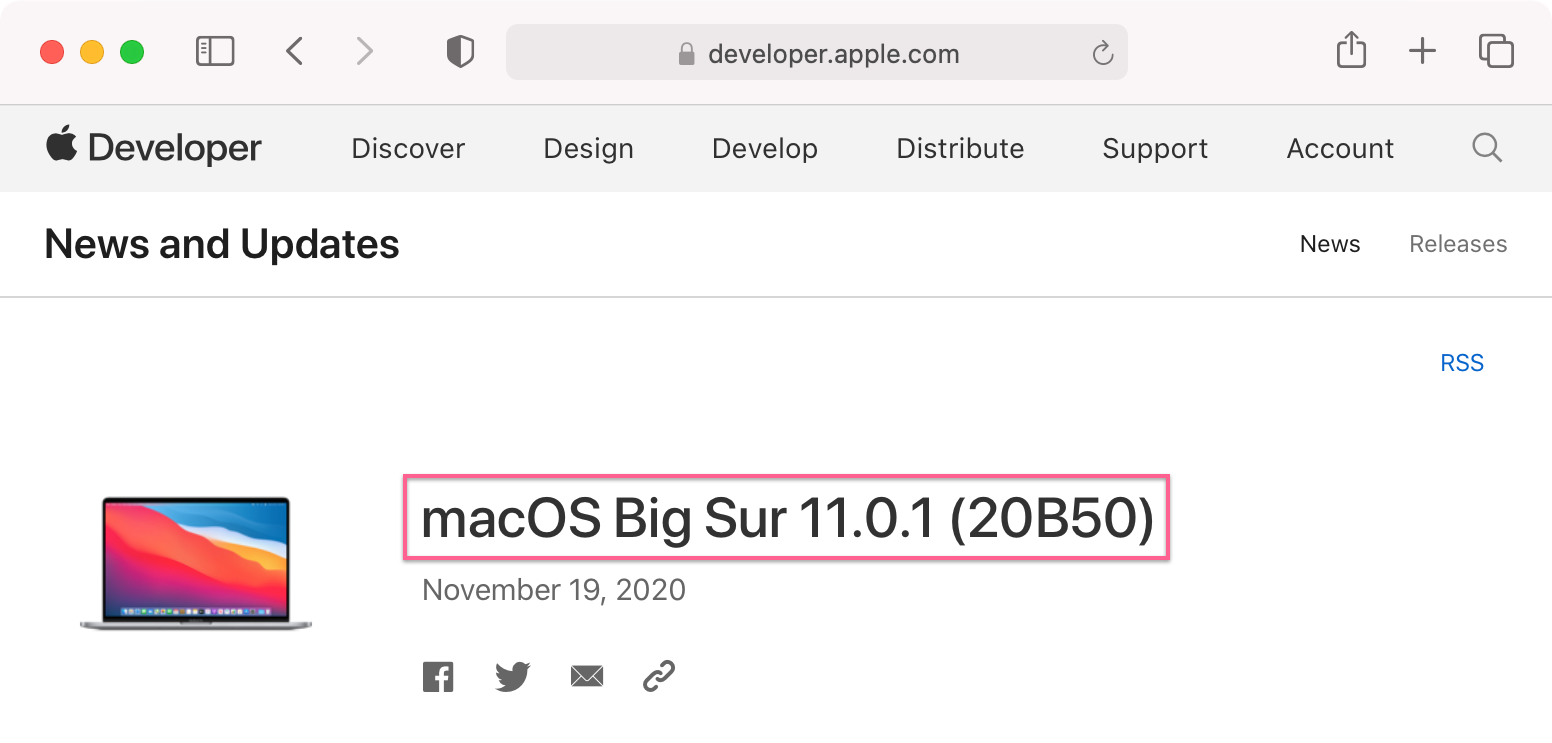 developer.apple.com
Developer Discover Design Develop Distribute Support Account
News and Updates News Releases
RSS
macOS Big Sur 11.0.1 (20B50)
November 19, 2020